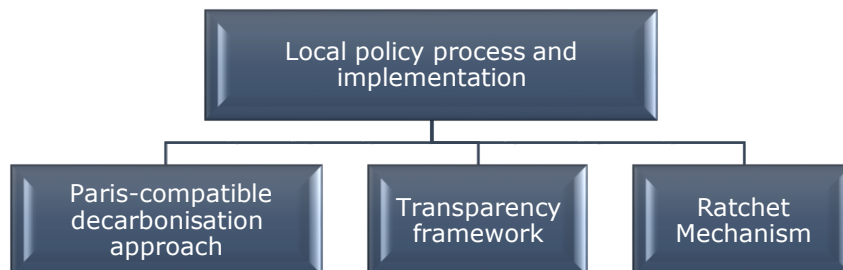 Local policy process and
implementation
Paris-compatible
decarbonisation
approach
Transparency
framework
Ratchet
Mechanism